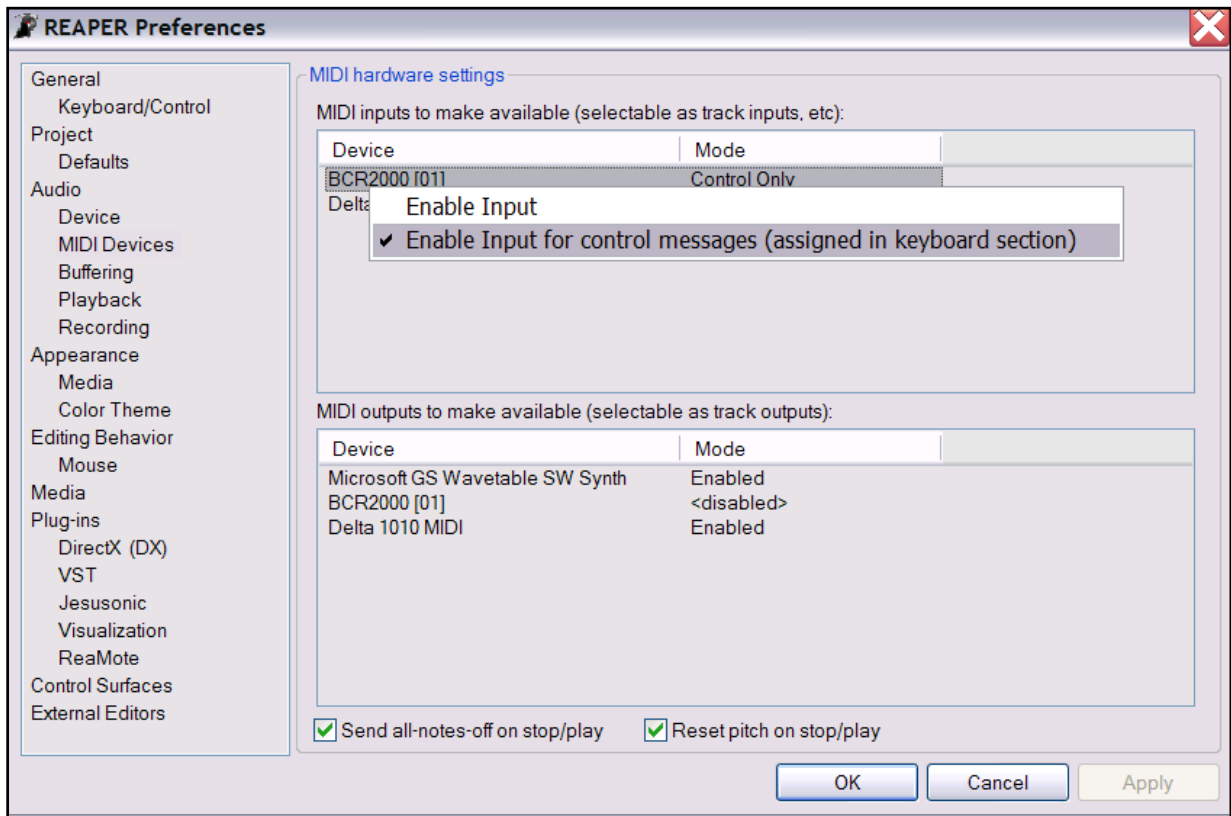 REAPER Preferences
General
Keyboard/Control
Project
Defaults
Audio
Device
MIDI Devices
Buffering
Playback
Recording
Appearance
Media
Color Theme
Editing Behavior
Mouse
Media
Plug-ins
DirectX (DX)
VST
Jesusonic
Visualization
ReaMote
Control Surfaces
External Editors
MIDI hardware settings
MIDI inputs to make available (selectable as track inputs, etc):
Device Mode
BCR2000 [01] Control Only
Delta
Enable Input
✔ Enable Input for control messages (assigned in keyboard section)
MIDI outputs to make available (selectable as track outputs):
Device Mode
Microsoft GS Wavetable SW Synth Enabled
BCR2000 [01] <disabled>
Delta 1010 MIDI Enabled
Send all-notes-off on stop/play Reset pitch on stop/play
OK Cancel Apply